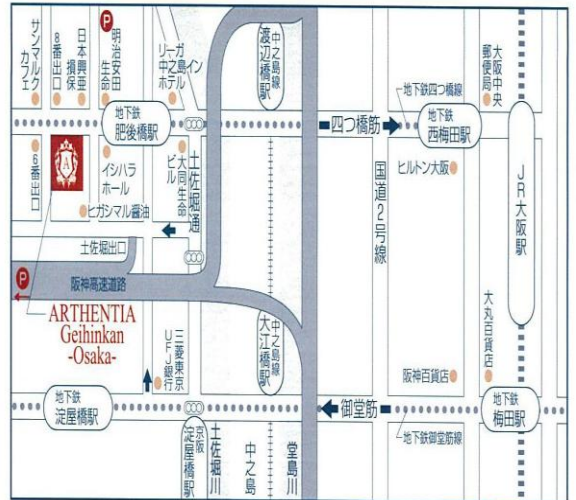 サンマルク
カフェ
8番出口
日本興亜
損保
P
明治安田
生命
リーガ
中之島イン
ホテル
中之島線
渡辺橋駅
大阪中央
郵便局
地下鉄四つ橋線
地下鉄
肥後橋駅
四つ橋筋
地下鉄
西梅田駅
6番出口
A
イシハラ
ホール
大同生命
ビル
土佐堀通
国道2号線
ヒルトン大阪
JR大阪駅
ヒガシマル醤油
土佐堀出口
P
阪神高速道路
ARTHENTIA
Geihinkan
-Osaka-
三菱東京
UFJ銀行
中之島線
大江橋駅
大丸百貨店
阪神百貨店
地下鉄
淀屋橋駅
御堂筋
地下鉄
梅田駅
地下鉄御堂筋線
京阪
淀屋橋駅
土佐堀川
中之島
堂島川